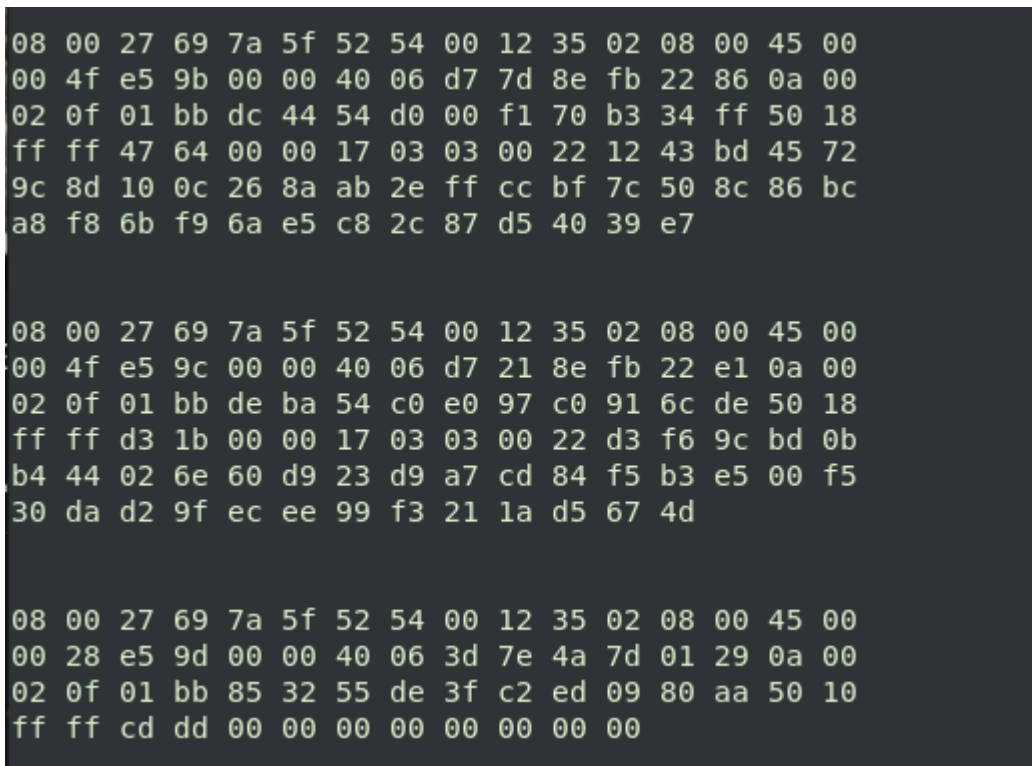 08 00 27 69 7a 5f 52 54 00 12 35 02 08 00 45 00
00 4f e5 9b 00 00 40 06 d7 7d 8e fb 22 86 0a 00
02 0f 01 bb dc 44 54 d0 00 f1 70 b3 34 ff 50 18
ff ff 47 64 00 00 17 03 03 00 22 12 43 bd 45 72
9c 8d 10 0c 26 8a ab 2e ff cc bf 7c 50 8c 86 bc
a8 f8 6b f9 6a e5 c8 2c 87 d5 40 39 e7
08 00 27 69 7a 5f 52 54 00 12 35 02 08 00 45 00
00 4f e5 9c 00 00 40 06 d7 21 8e fb 22 e1 0a 00
02 0f 01 bb de ba 54 c0 e0 97 c0 91 6c de 50 18
ff ff d3 1b 00 00 17 03 03 00 22 d3 f6 9c bd 0b
b4 44 02 6e 60 d9 23 d9 a7 cd 84 f5 b3 e5 00 f5
30 da d2 9f ec ee 99 f3 21 1a d5 67 4d
08 00 27 69 7a 5f 52 54 00 12 35 02 08 00 45 00
00 28 e5 9d 00 00 40 06 3d 7e 4a 7d 01 29 0a 00
02 0f 01 bb 85 32 55 de 3f c2 ed 09 80 aa 50 10
ff ff cd dd 00 00 00 00 00 00 00 00